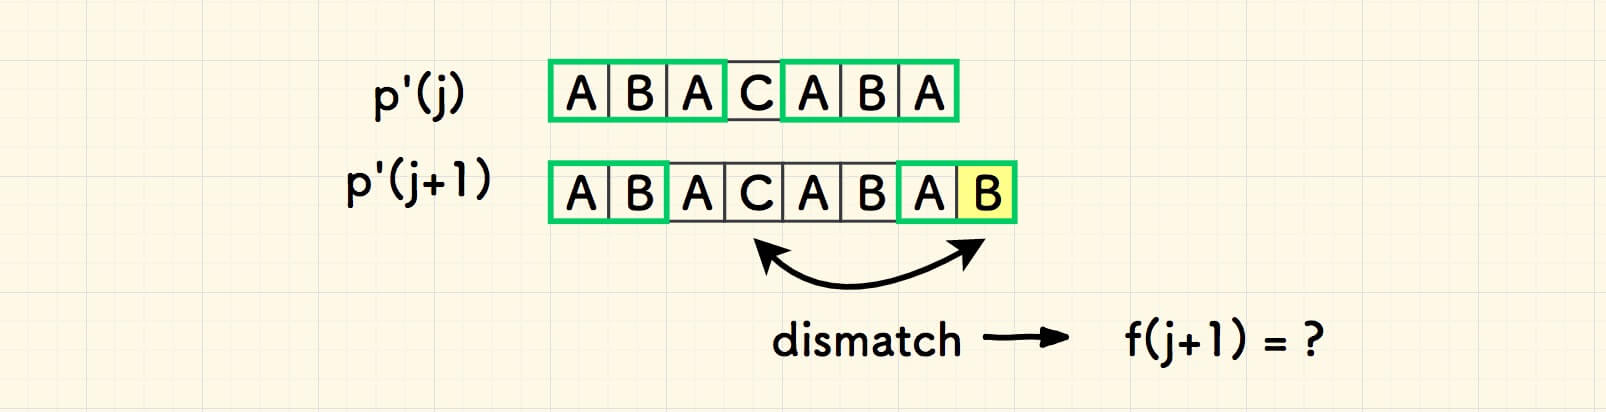 p'(j) A B A C A B A
p'(j+1) A B A C A B A B
dismatch f(j+1) = ?